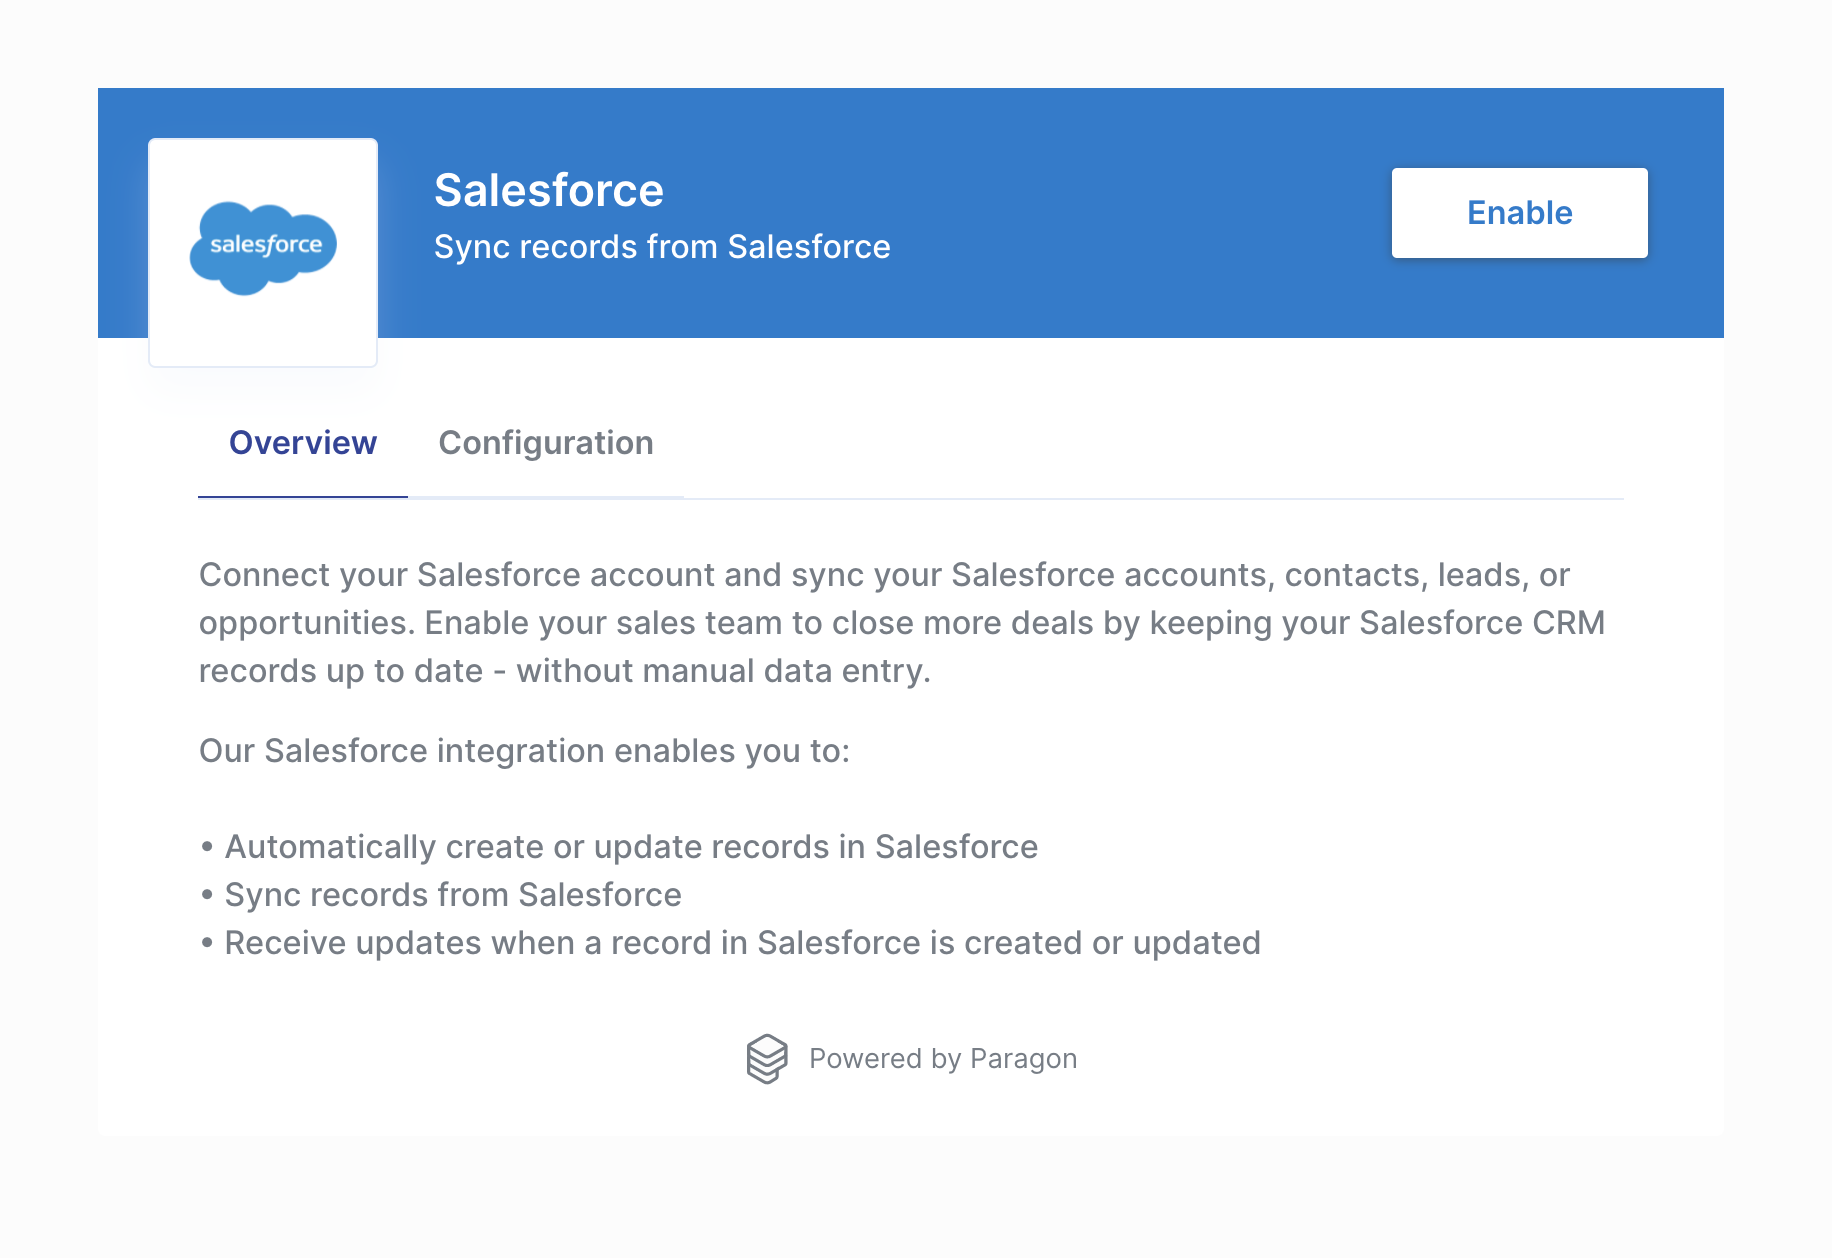 salesforce
Salesforce
Sync records from Salesforce
Enable
Overview
Configuration
Connect your Salesforce account and sync your Salesforce accounts, contacts, leads, or
opportunities. Enable your sales team to close more deals by keeping your Salesforce CRM
records up to date - without manual data entry.
Our Salesforce integration enables you to:
• Automatically create or update records in Salesforce
• Sync records from Salesforce
• Receive updates when a record in Salesforce is created or updated
Powered by Paragon